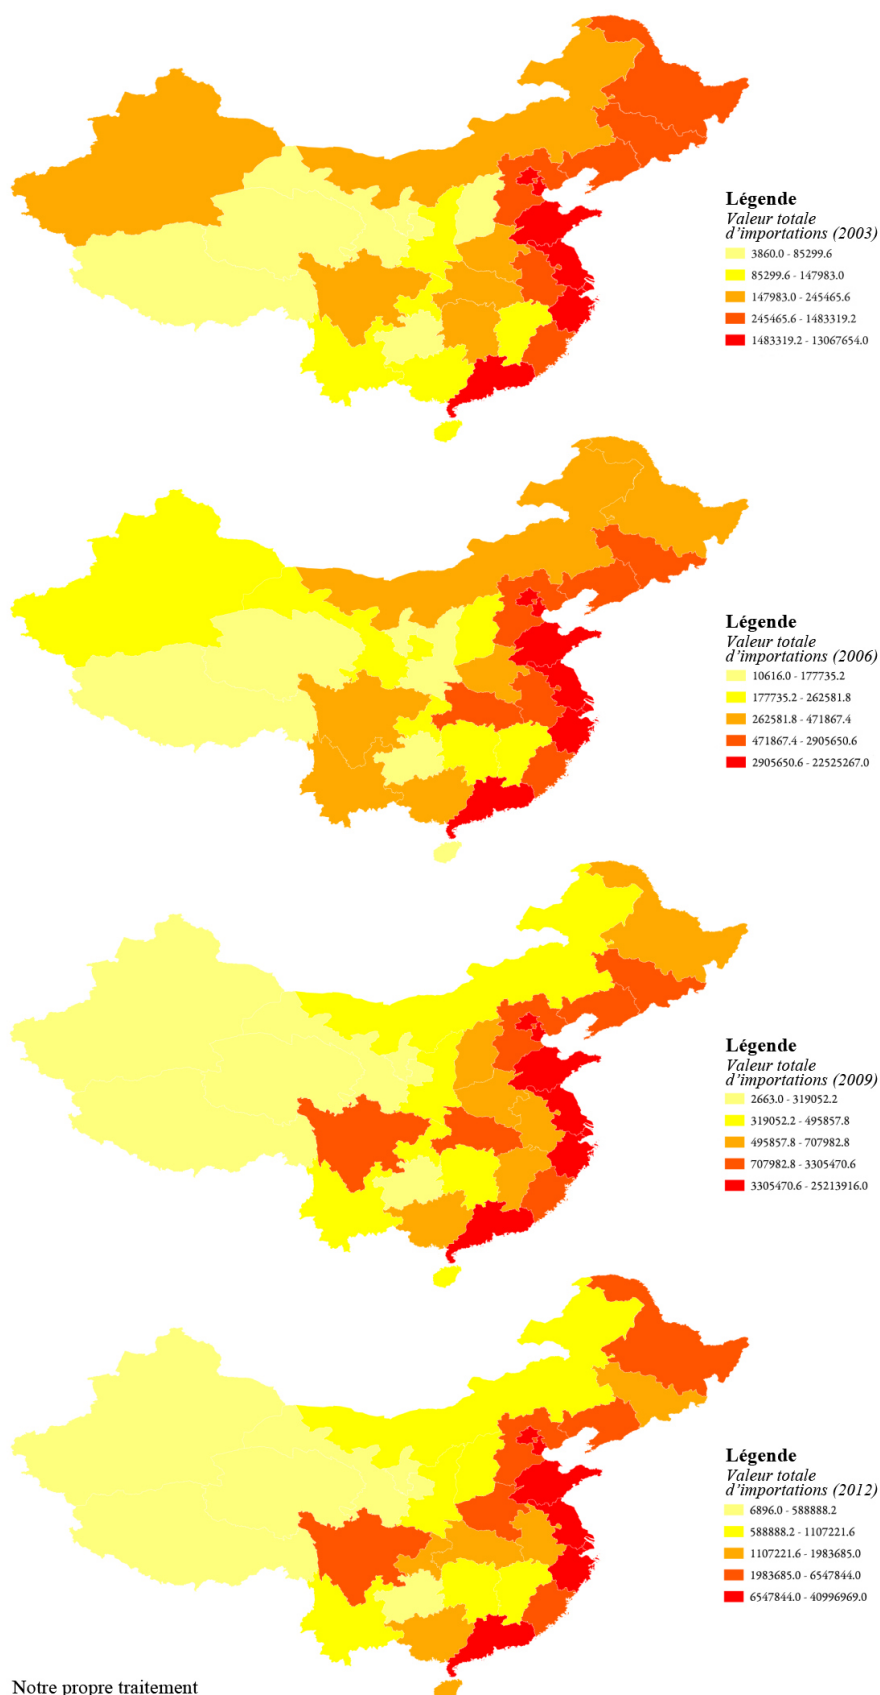 Légende
Valeur totale
d'importations (2003)
3860.0 - 85299.6
85299.6 - 147983.0
147983.0 - 245465.6
245465.6 - 1483319.2
1483319.2 - 13067654.0
Légende
Valeur totale
d'importations (2006)
10616.0 - 177735.2
177735.2 - 262581.8
262581.8 - 471867.4
471867.4 - 2905650.6
2905650.6 - 22525267.0
Légende
Valeur totale
d'importations (2009)
2663.0 - 319052.2
319052.2 - 495857.8
495857.8 - 707982.8
707982.8 - 3305470.6
3305470.6 - 25213916.0
Légende
Valeur totale
d'importations (2012)
6896.0 - 588888.2
588888.2 - 1107221.6
1107221.6 - 1983685.0
1983685.0 - 6547844.0
6547844.0 - 40996969.0
Notre propre traitement